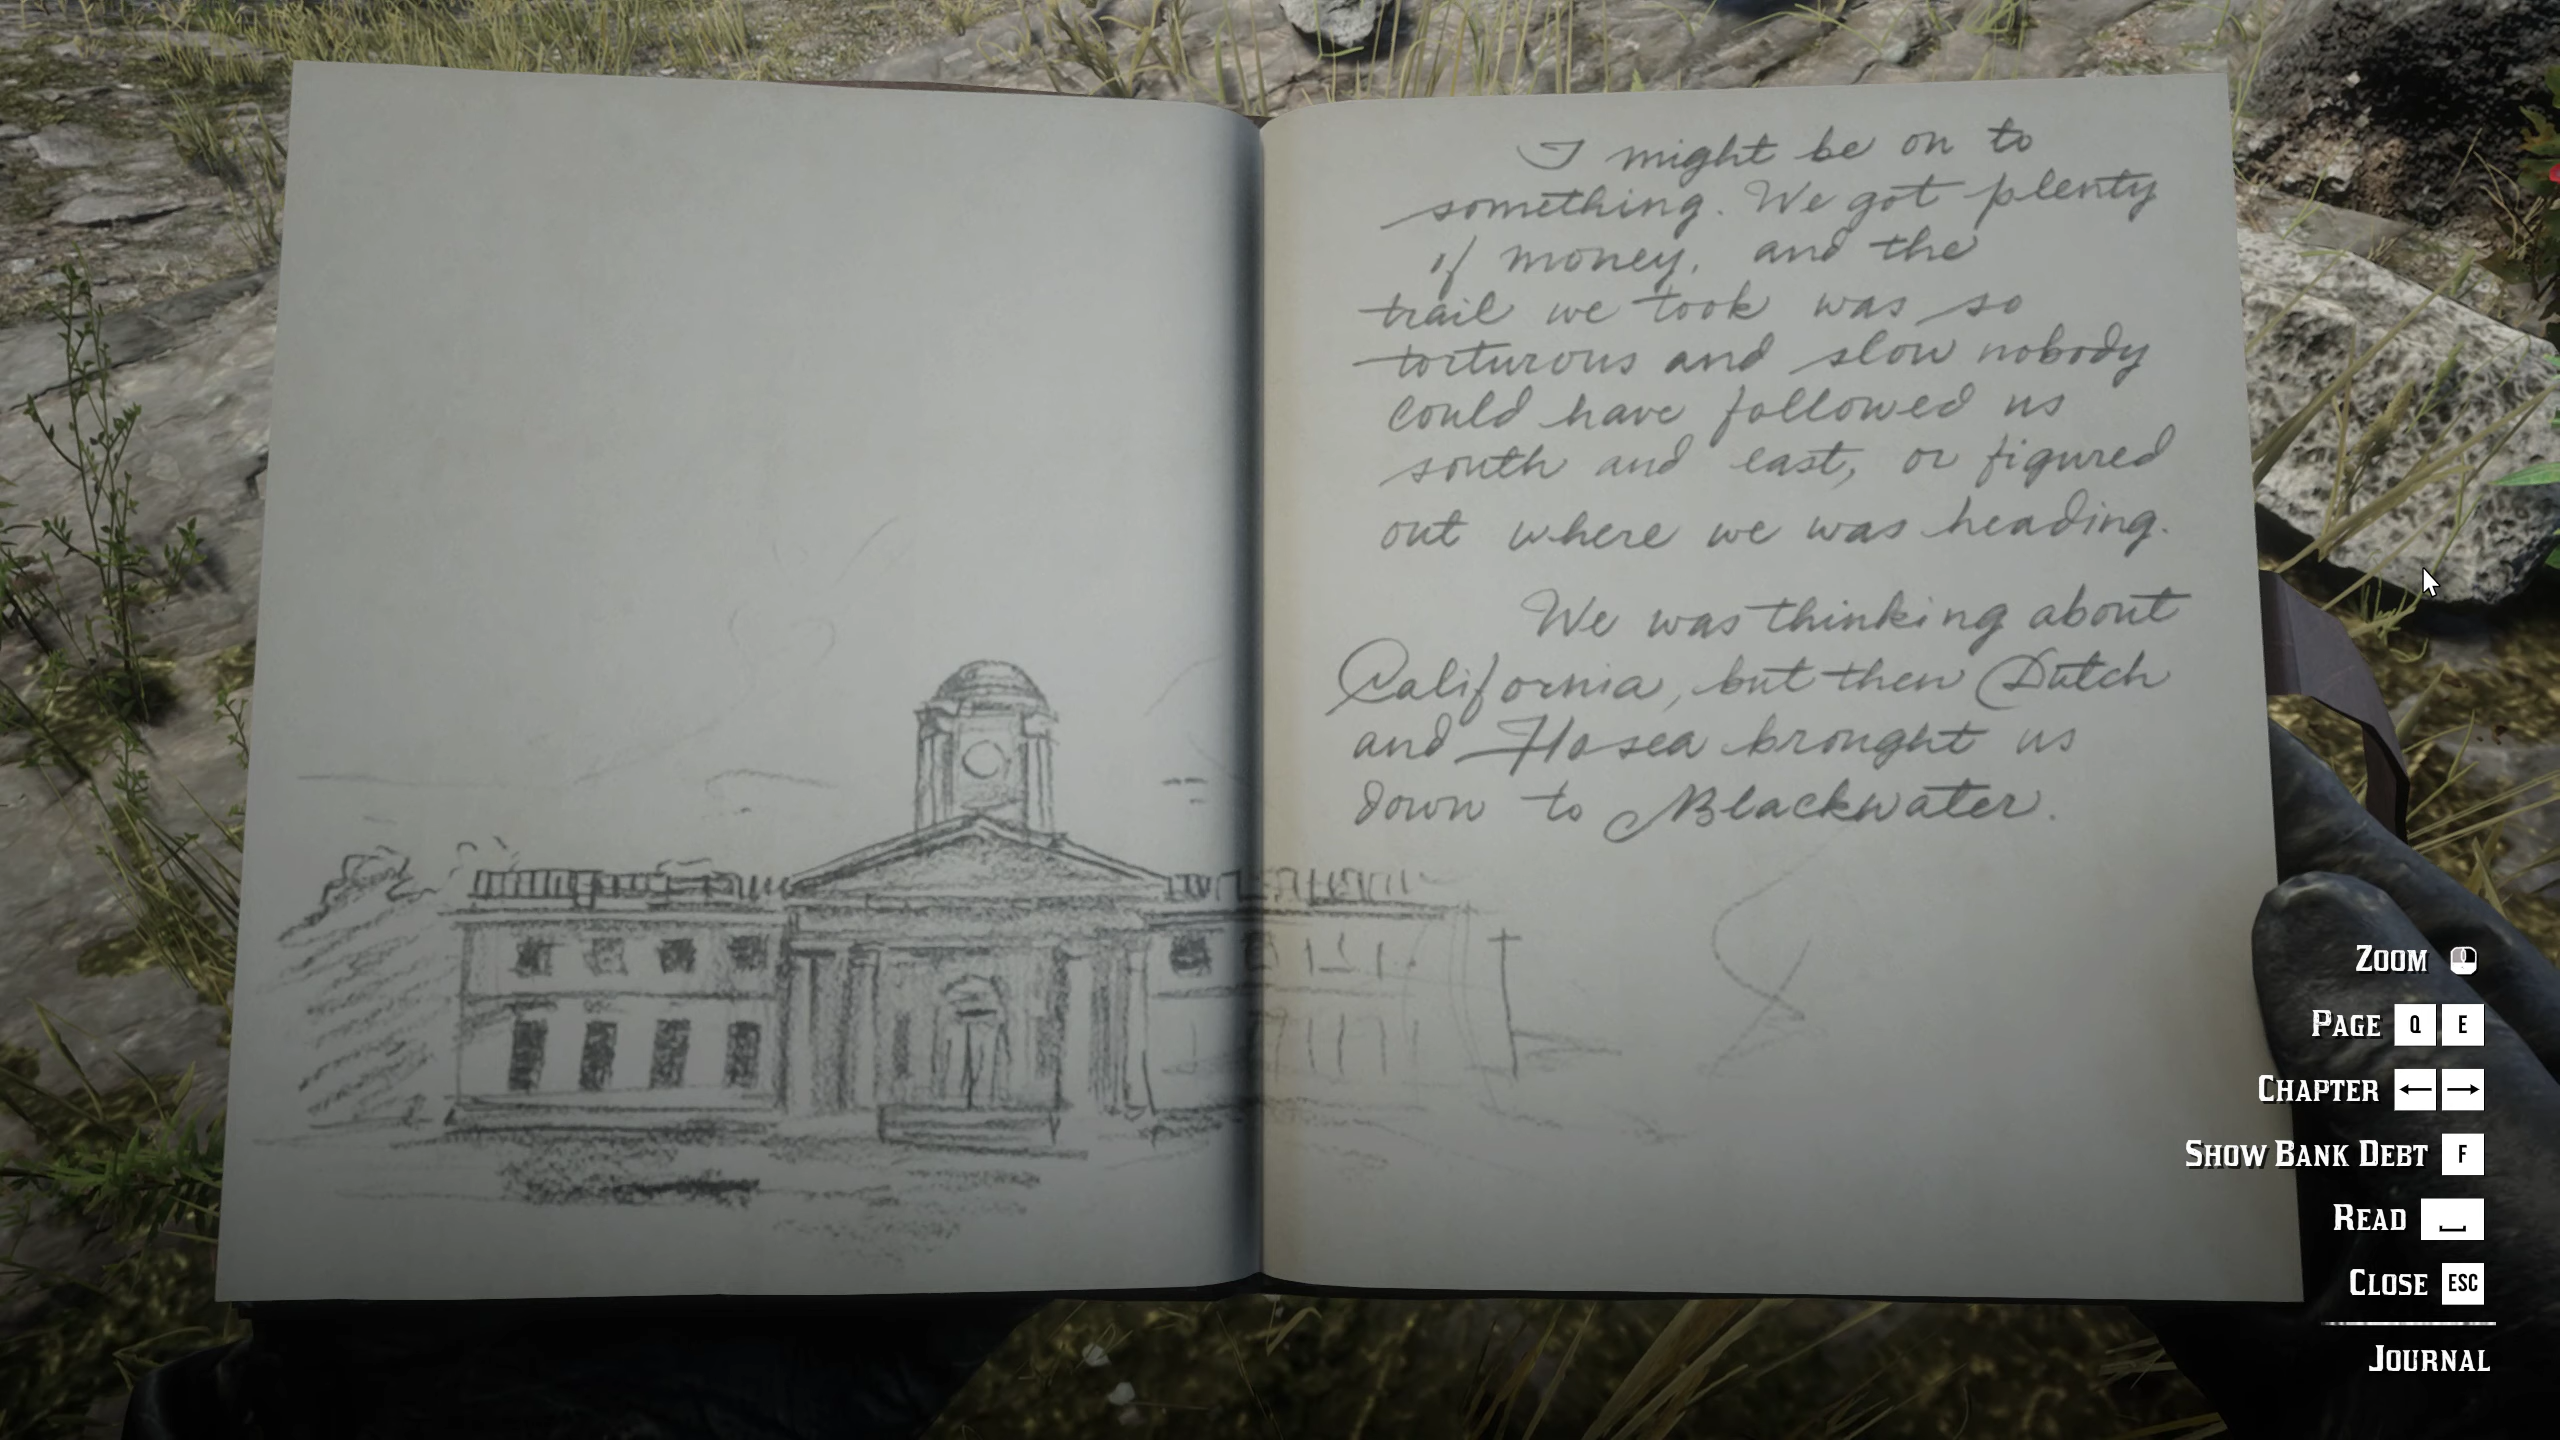 I might be on to
something. We got plenty
of money, and the
trail we took was so
torturous and slow nobody
could have followed us
south and east, or figured
out where we was heading.
We was thinking about
California, but then Dutch
and Hosea brought us
down to Blackwater.
ZOOM
PAGE Q E
CHAPTER ← →
SHOW BANK DEBT F
READ
CLOSE ESC
JOURNAL